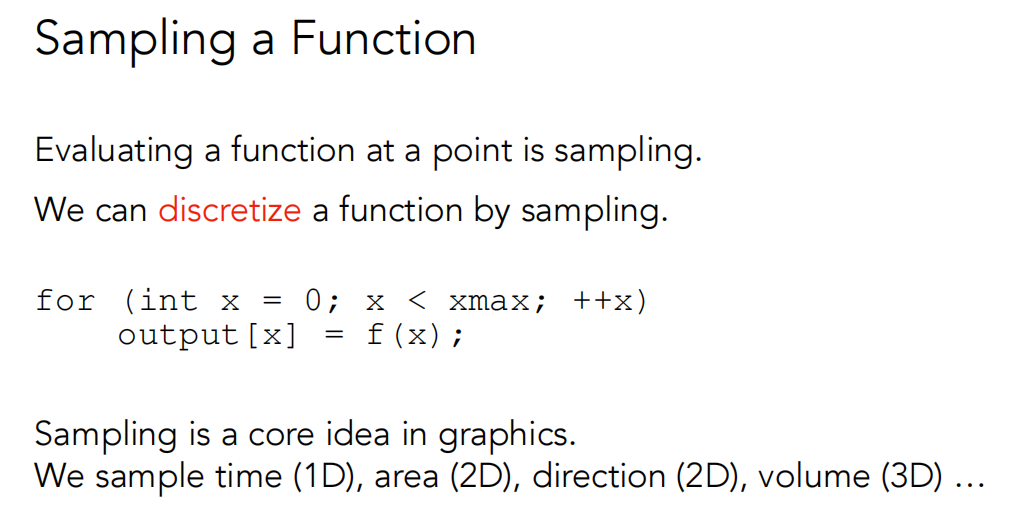 Sampling a Function
Evaluating a function at a point is sampling.
We can discretize a function by sampling.
for (int x = 0; x < xmax; ++x)
    output[x] = f(x);
Sampling is a core idea in graphics.
We sample time (1D), area (2D), direction (2D), volume (3D) …